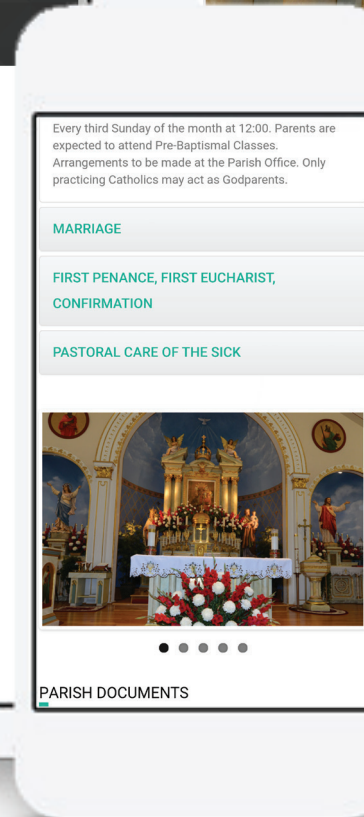 Every third Sunday of the month at 12:00. Parents are
expected to attend Pre-Baptismal Classes.
Arrangements to be made at the Parish Office. Only
practicing Catholics may act as Godparents.
MARRIAGE
FIRST PENANCE, FIRST EUCHARIST,
CONFIRMATION
PASTORAL CARE OF THE SICK
PARISH DOCUMENTS